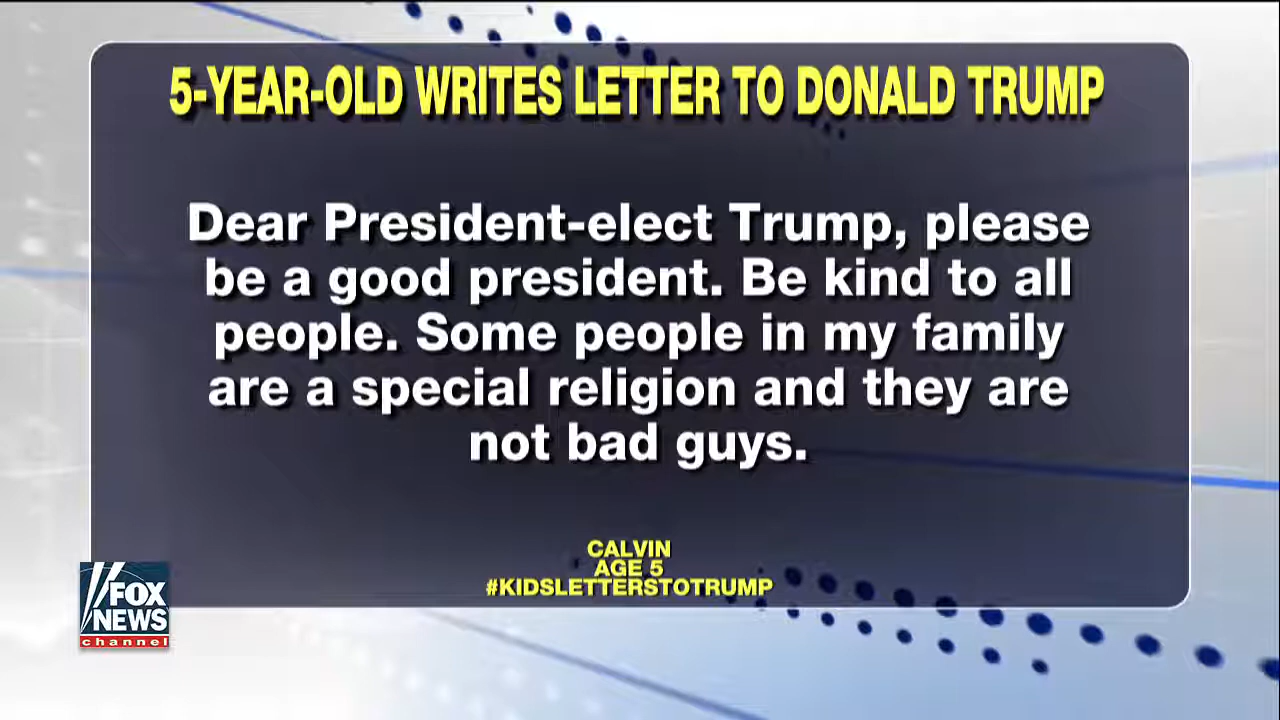 5-YEAR-OLD WRITES LETTER TO DONALD TRUMP
Dear President-elect Trump, please
be a good president. Be kind to all
people. Some people in my family
are a special religion and they are
not bad guys.
CALVIN
AGE 5
#KIDSLETTERSTOTRUMP
FOX
NEWS
channel